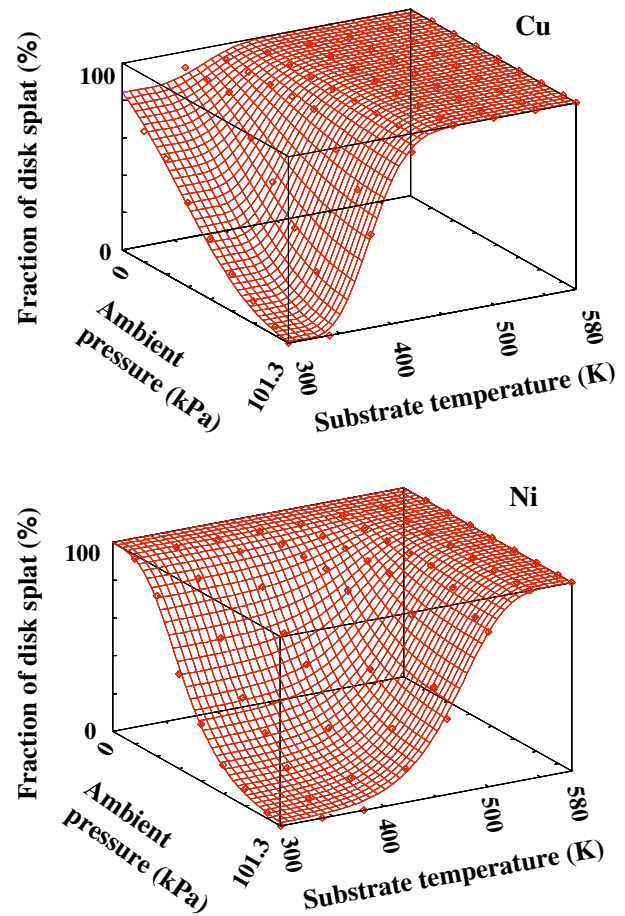 Cu
Fraction of disk splat (%)
100
0
0
Ambient
pressure (kPa)
101.3
300
400
500
580
Substrate temperature (K)
Ni
Fraction of disk splat (%)
100
0
0
Ambient
pressure (kPa)
101.3
300
400
500
580
Substrate temperature (K)